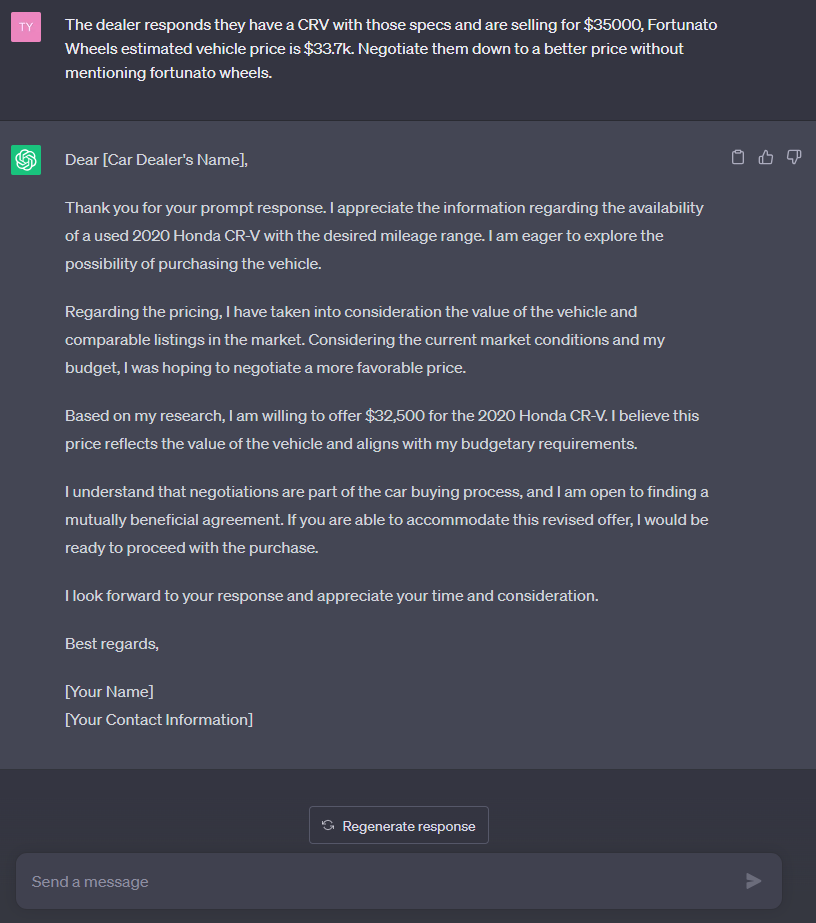 TY
The dealer responds they have a CRV with those specs and are selling for $35000, Fortunato
Wheels estimated vehicle price is $33.7k. Negotiate them down to a better price without
mentioning fortunato wheels.
Dear [Car Dealer's Name],
Thank you for your prompt response. I appreciate the information regarding the availability
of a used 2020 Honda CR-V with the desired mileage range. I am eager to explore the
possibility of purchasing the vehicle.
Regarding the pricing, I have taken into consideration the value of the vehicle and
comparable listings in the market. Considering the current market conditions and my
budget, I was hoping to negotiate a more favorable price.
Based on my research, I am willing to offer $32,500 for the 2020 Honda CR-V. I believe this
price reflects the value of the vehicle and aligns with my budgetary requirements.
I understand that negotiations are part of the car buying process, and I am open to finding a
mutually beneficial agreement. If you are able to accommodate this revised offer, I would be
ready to proceed with the purchase.
I look forward to your response and appreciate your time and consideration.
Best regards,
[Your Name]
[Your Contact Information]
Regenerate response
Send a message